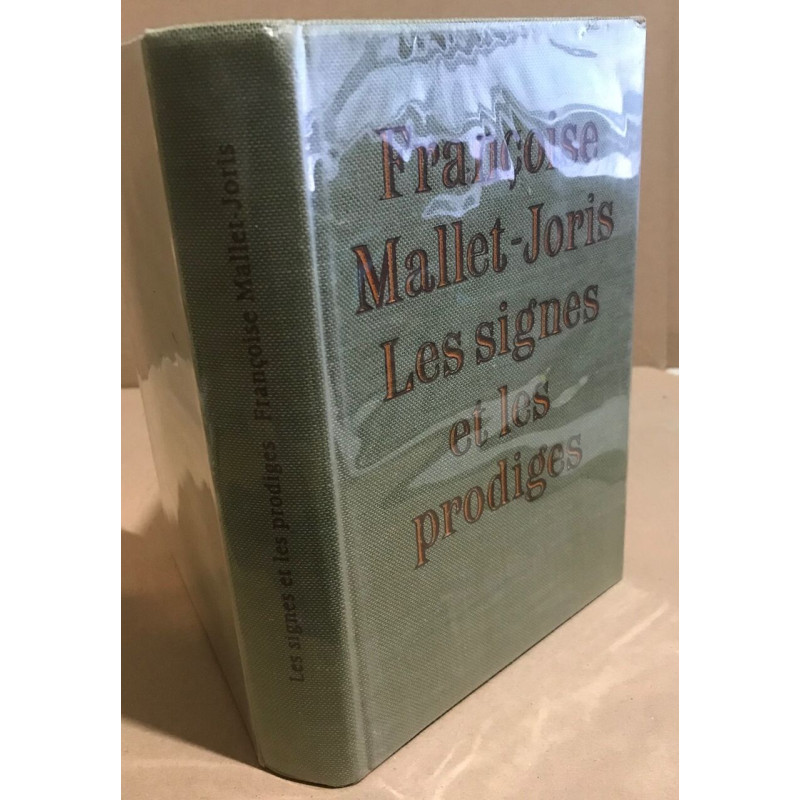 Françoise
Mallet-Joris
Les signes
et les
prodiges
Les signes et les prodiges Françoise Mallet-Joris